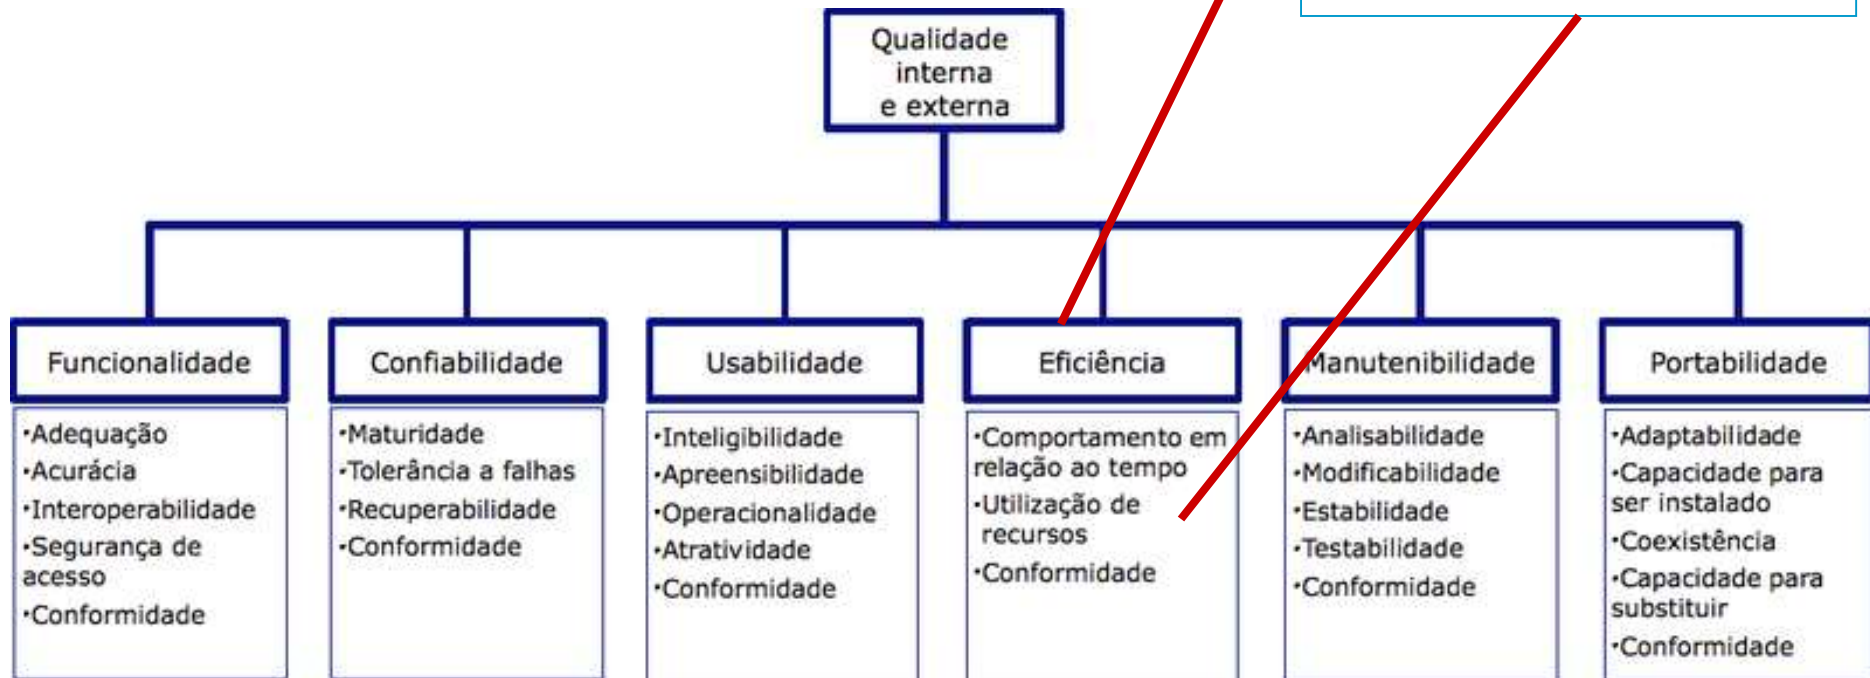 Qualidade
interna
e externa
Funcionalidade
·Adequação
·Acurácia
·Interoperabilidade
·Segurança de
acesso
·Conformidade
Confiabilidade
·Maturidade
·Tolerância a falhas
·Recuperabilidade
·Conformidade
Usabilidade
·Inteligibilidade
·Apreensibilidade
·Operacionalidade
·Atratividade
·Conformidade
Eficiência
·Comportamento em
relação ao tempo
·Utilização de
recursos
·Conformidade
Manutenibilidade
·Analisabilidade
·Modificabilidade
·Estabilidade
·Testabilidade
·Conformidade
Portabilidade
·Adaptabilidade
·Capacidade para
ser instalado
·Coexistência
·Capacidade para
substituir
·Conformidade